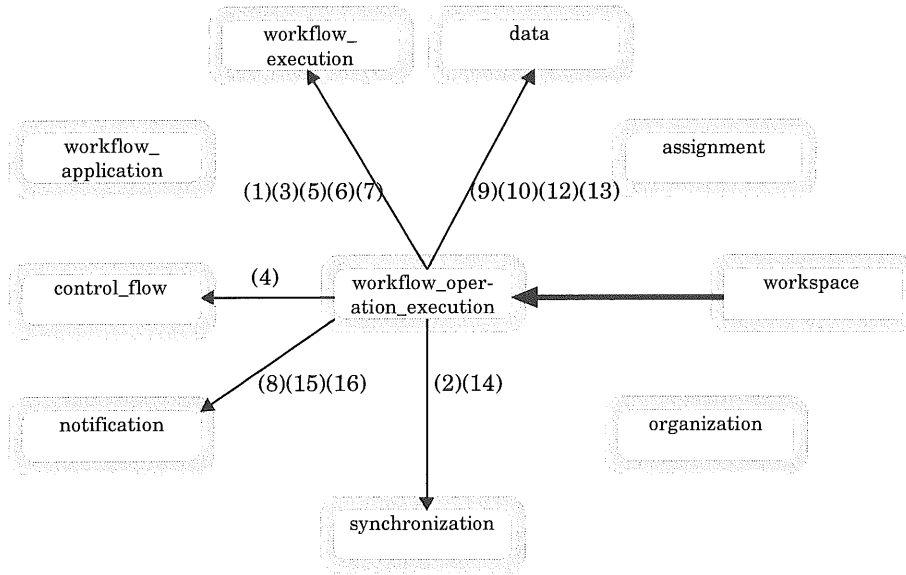 workflow_
execution
data
workflow_
application
assignment
(1)(3)(5)(6)(7)
(9)(10)(12)(13)
control_flow
(4)
workflow_oper-
ation_execution
workspace
(8)(15)(16)
(2)(14)
notification
organization
synchronization